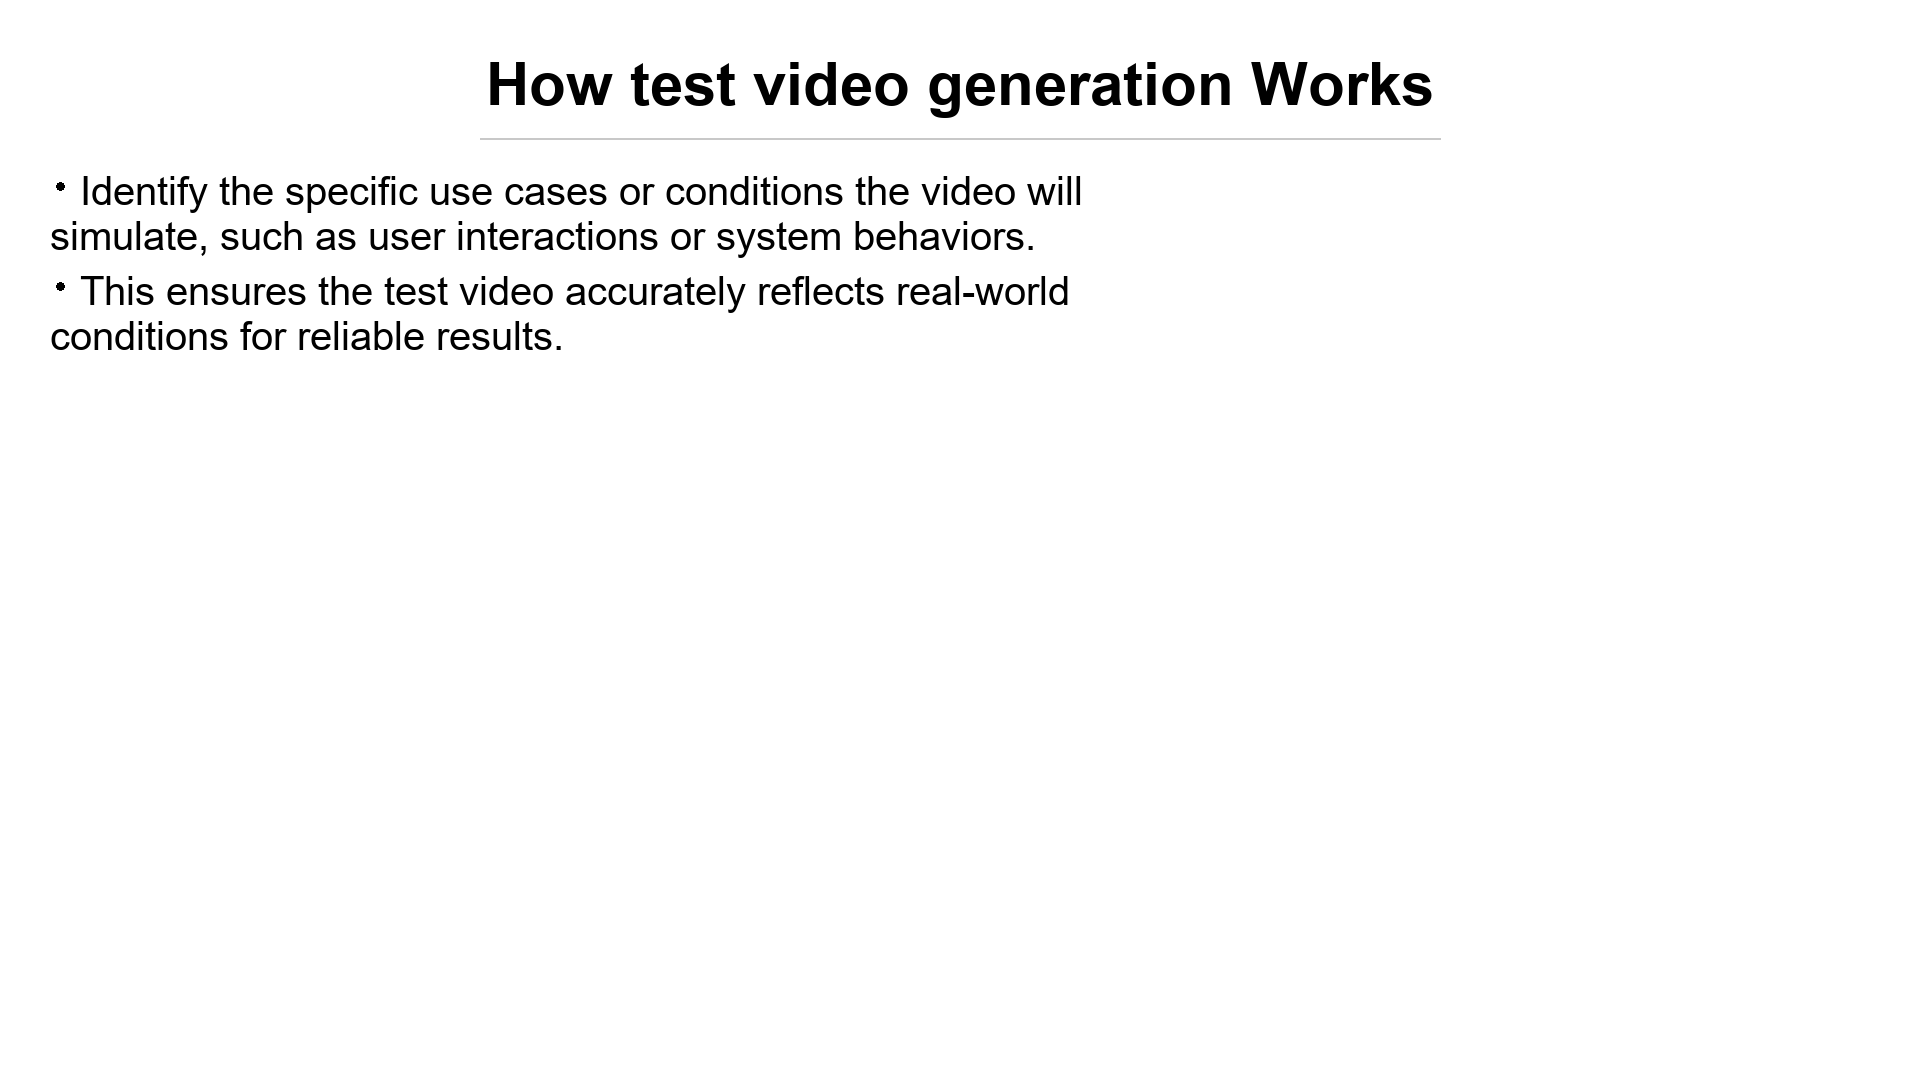 How test video generation Works
• Identify the specific use cases or conditions the video will
simulate, such as user interactions or system behaviors.
• This ensures the test video accurately reflects real-world
conditions for reliable results.